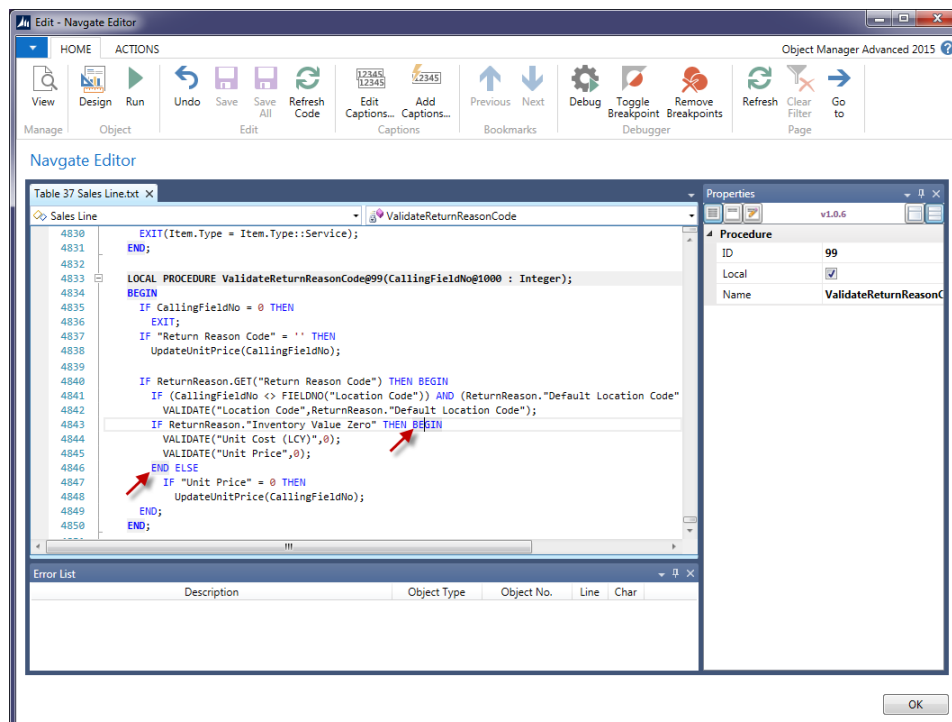 Edit - Navgate Editor
HOME ACTIONS Object Manager Advanced 2015
View Design Run Undo Save Save All Refresh Code Edit Captions... Add Captions... Previous Next Debug Toggle Breakpoint Remove Breakpoints Refresh Clear Filter Go to
Manage Object Edit Captions Bookmarks Debugger Page
Navgate Editor
Table 37 Sales Line.txt
Sales Line ValidateReturnReasonCode
4830 EXIT(Item.Type = Item.Type::Service);
4831 END;
4832
4833 LOCAL PROCEDURE ValidateReturnReasonCode@99(CallingFieldNo@1000 : Integer);
4834 BEGIN
4835 IF CallingFieldNo = 0 THEN
4836 EXIT;
4837 IF "Return Reason Code" = '' THEN
4838 UpdateUnitPrice(CallingFieldNo);
4839
4840 IF ReturnReason.GET("Return Reason Code") THEN BEGIN
4841 IF (CallingFieldNo <> FIELDNO("Location Code")) AND (ReturnReason."Default Location Code"
4842 VALIDATE("Location Code",ReturnReason."Default Location Code");
4843 IF ReturnReason."Inventory Value Zero" THEN BEGIN
4844 VALIDATE("Unit Cost (LCY)",0);
4845 VALIDATE("Unit Price",0);
4846 END ELSE
4847 IF "Unit Price" = 0 THEN
4848 UpdateUnitPrice(CallingFieldNo);
4849 END;
4850 END;
Properties
v1.0.6
Procedure
ID 99
Local
Name ValidateReturnReasonC
Error List
Description Object Type Object No. Line Char
OK